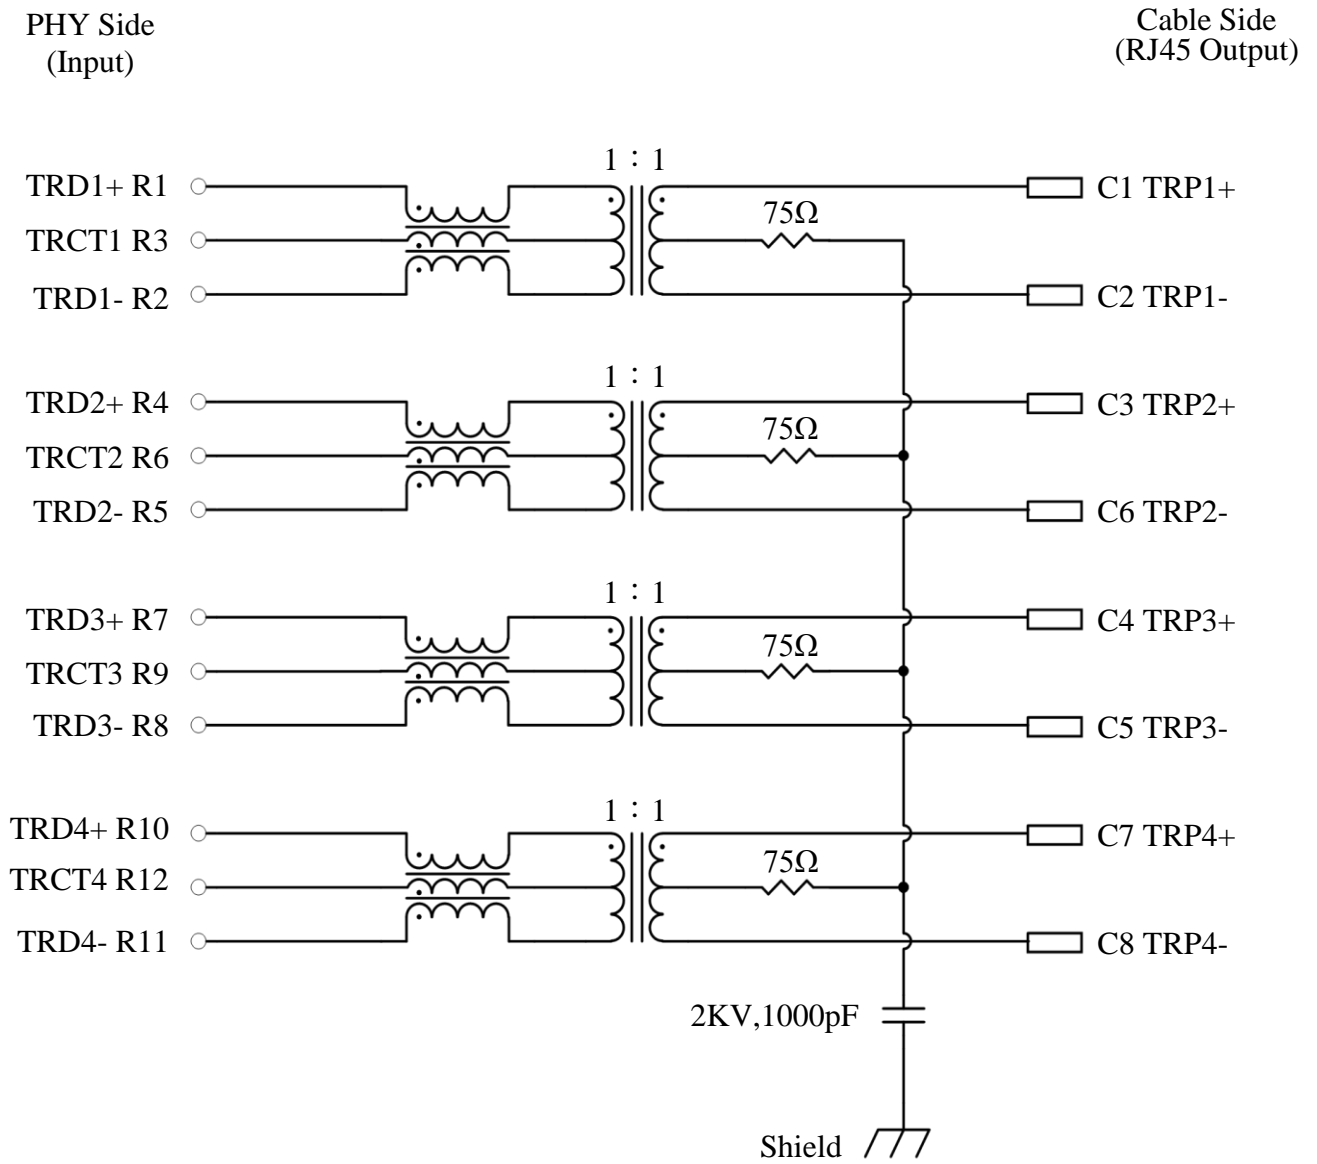 PHY Side
(Input)
Cable Side
(RJ45 Output)
1 : 1
TRD1+ R1
C1 TRP1+
75Ω
TRCT1 R3
TRD1- R2
C2 TRP1-
1 : 1
TRD2+ R4
C3 TRP2+
75Ω
TRCT2 R6
TRD2- R5
C6 TRP2-
1 : 1
TRD3+ R7
C4 TRP3+
75Ω
TRCT3 R9
TRD3- R8
C5 TRP3-
1 : 1
TRD4+ R10
C7 TRP4+
75Ω
TRCT4 R12
TRD4- R11
C8 TRP4-
2KV,1000pF
Shield